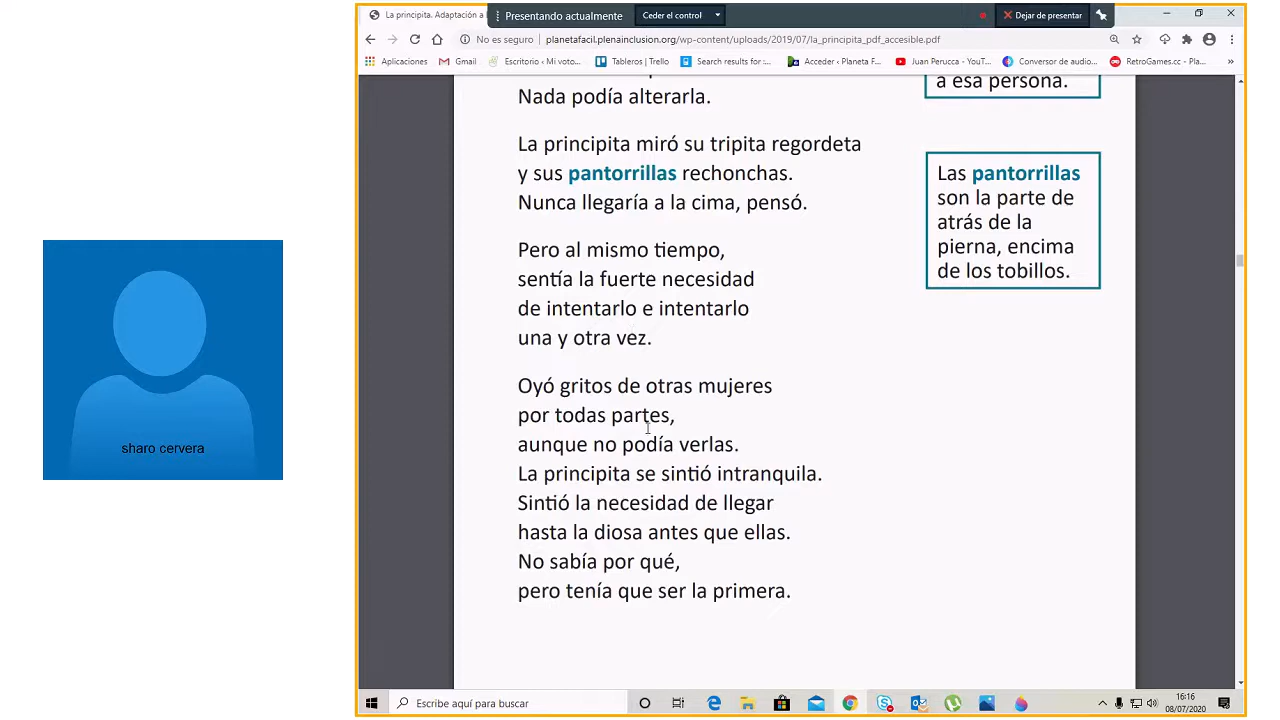 La principita. Adaptación a l
Presentando actualmente
Ceder el control
Dejar de presentar
No es seguro
planetafacil.plenainclusion.org/wp-content/uploads/2019/07/la_principita_pdf_accesible.pdf
Aplicaciones
Gmail
Escritorio ‹ Mi voto...
Tableros | Trello
Search results for :...
Acceder ‹ Planeta F...
Juan Perucca - YouT...
Conversor de audio...
RetroGames.cc - Pla...
»
Nada podía alterarla.
La principita miró su tripita regordeta
y sus pantorrillas rechonchas.
Nunca llegaría a la cima, pensó.
Pero al mismo tiempo,
sentía la fuerte necesidad
de intentarlo e intentarlo
una y otra vez.
Oyó gritos de otras mujeres
por todas partes,
aunque no podía verlas.
La principita se sintió intranquila.
Sintió la necesidad de llegar
hasta la diosa antes que ellas.
No sabía por qué,
pero tenía que ser la primera.
a esa persona.
Las pantorrillas
son la parte de
atrás de la
pierna, encima
de los tobillos.
sharo cervera
Escribe aquí para buscar
16:16
08/07/2020